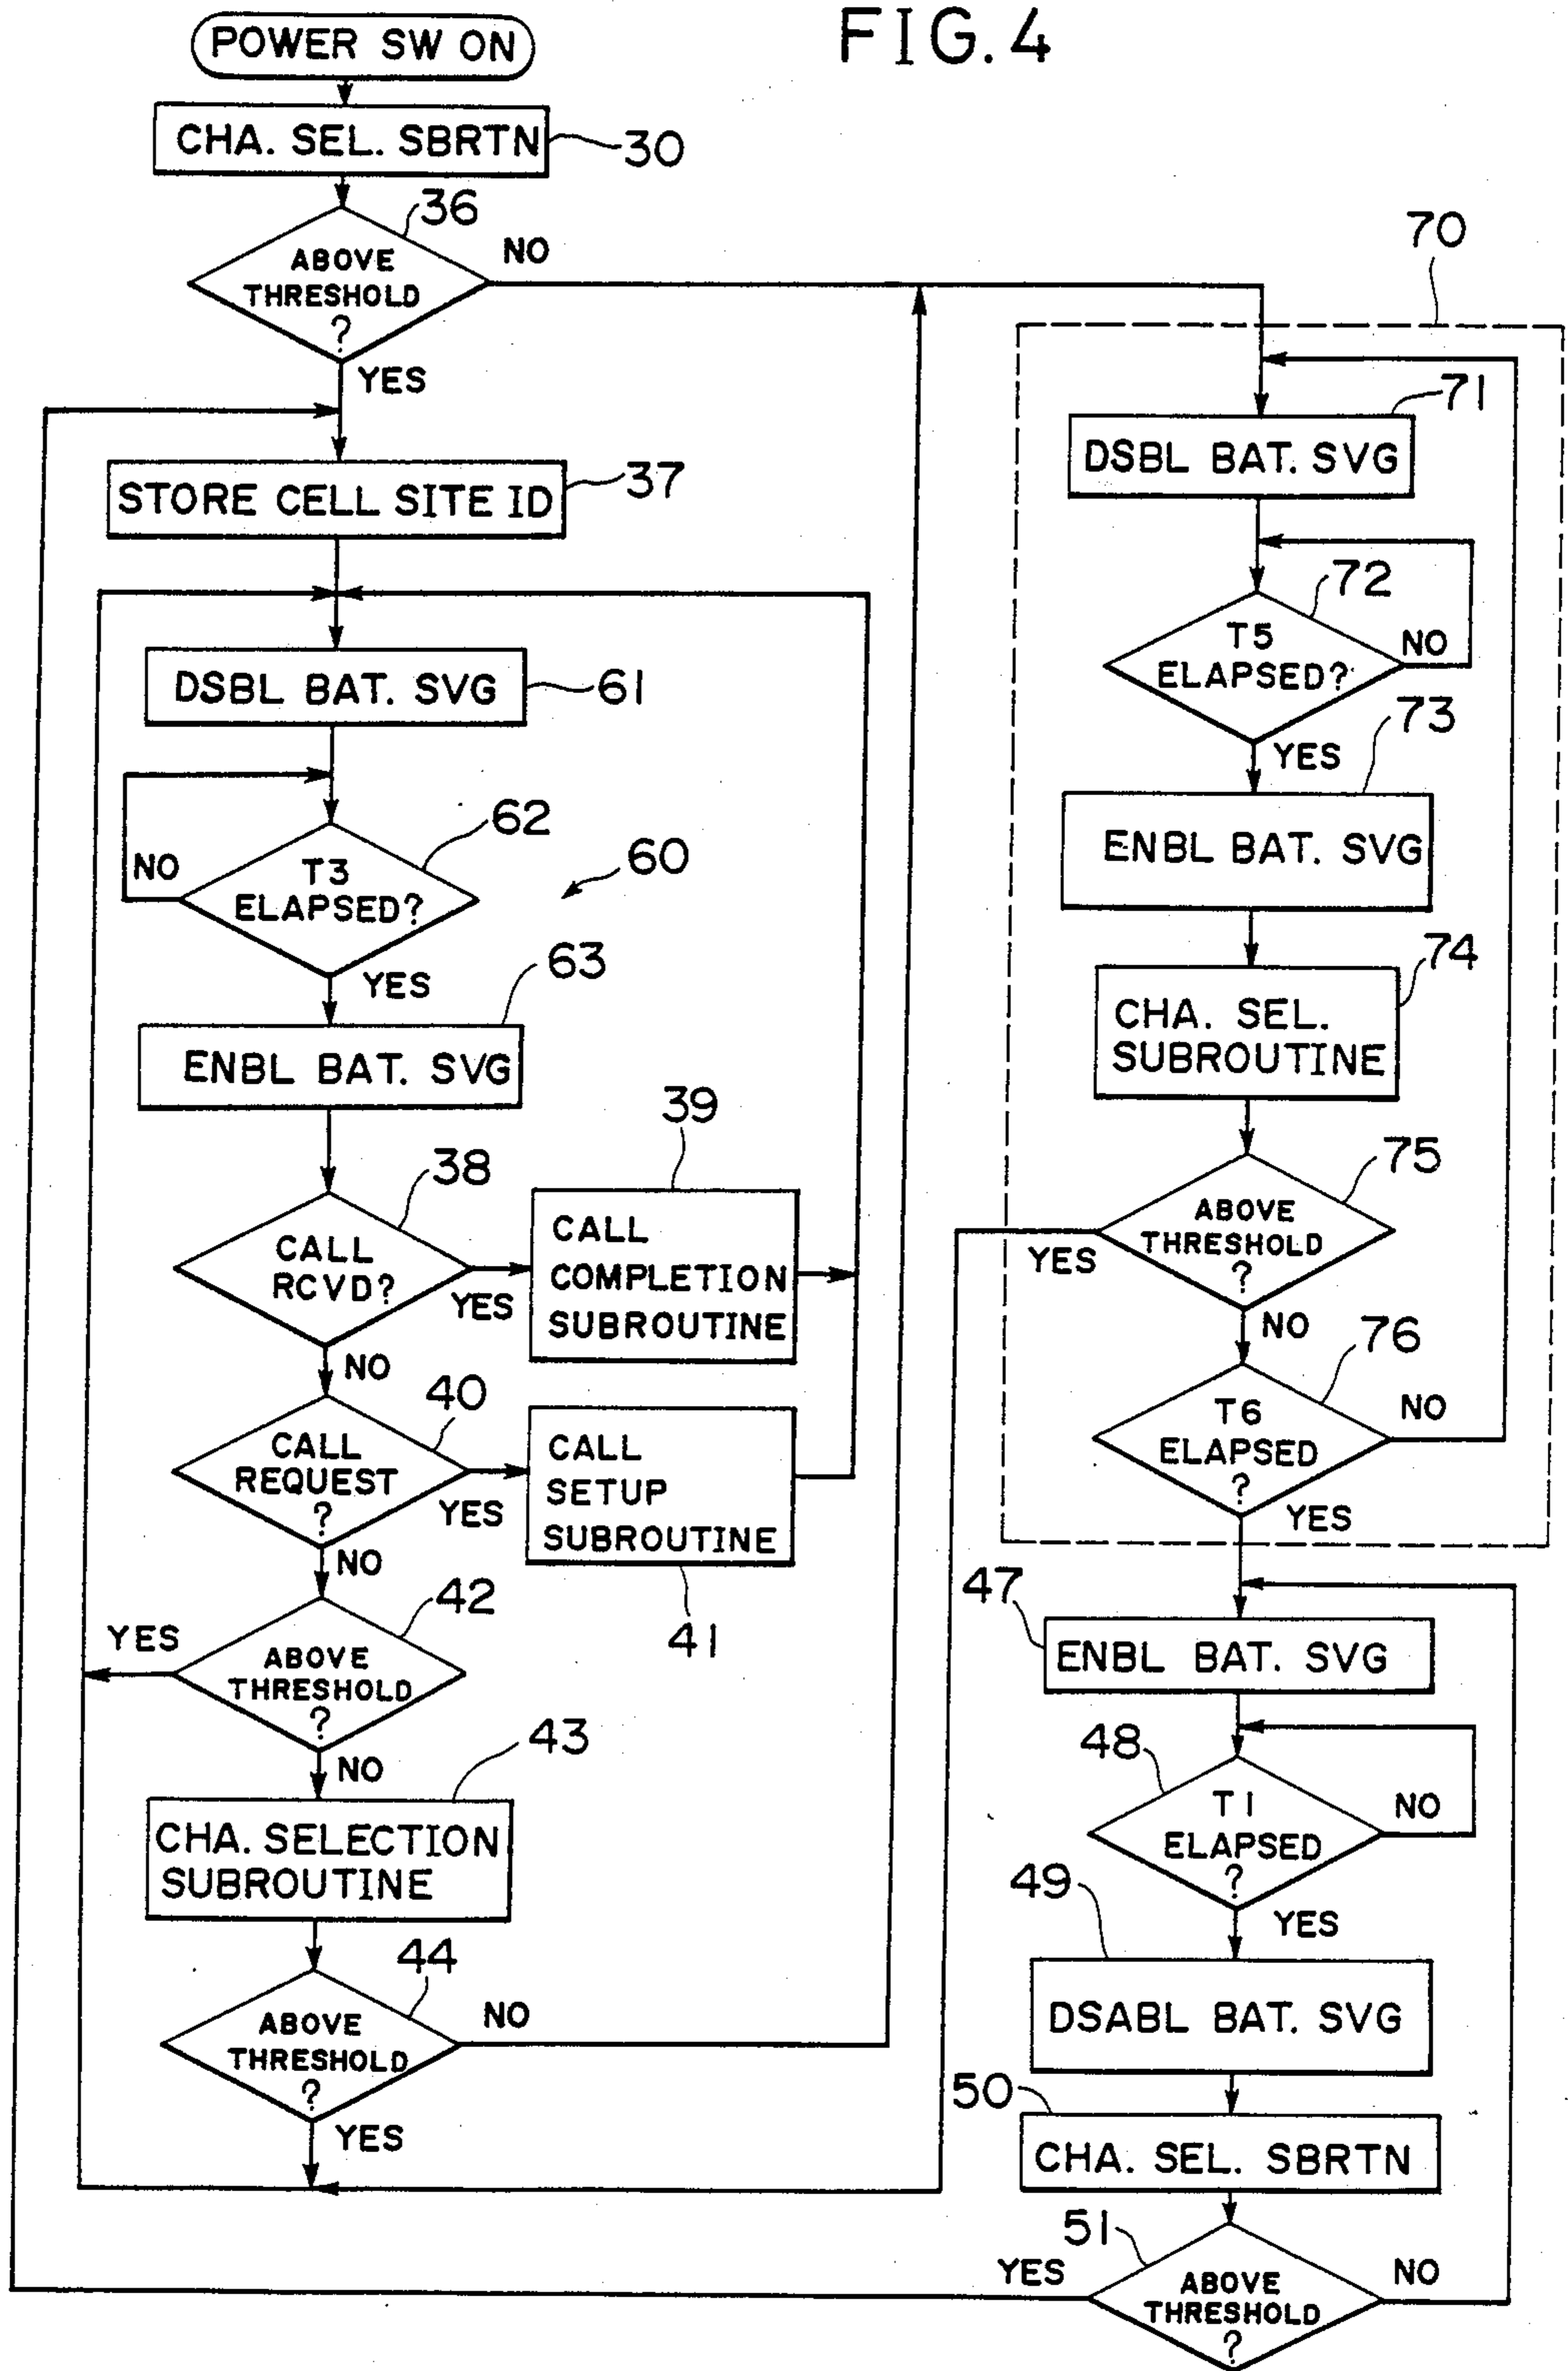 FIG. 4
POWER SW ON
CHA. SEL. SBRTN
30
36
ABOVE
THRESHOLD
?
NO
YES
STORE CELL SITE ID
37
DSBL BAT. SVG
61
62
T3
ELAPSED?
NO
YES
60
63
ENBL BAT. SVG
38
CALL
RCVD?
YES
NO
39
CALL
COMPLETION
SUBROUTINE
40
CALL
REQUEST
?
YES
NO
CALL
SETUP
SUBROUTINE
41
42
YES
ABOVE
THRESHOLD
?
NO
43
CHA. SELECTION
SUBROUTINE
44
ABOVE
THRESHOLD
?
NO
YES
70
71
DSBL BAT. SVG
72
T5
ELAPSED?
NO
YES
73
ENBL BAT. SVG
74
CHA. SEL.
SUBROUTINE
75
ABOVE
THRESHOLD
?
YES
NO
76
T6
ELAPSED
?
NO
YES
47
ENBL BAT. SVG
48
T1
ELAPSED
?
NO
YES
49
DSABL BAT. SVG
50
CHA. SEL. SBRTN
51
YES
ABOVE
THRESHOLD
?
NO